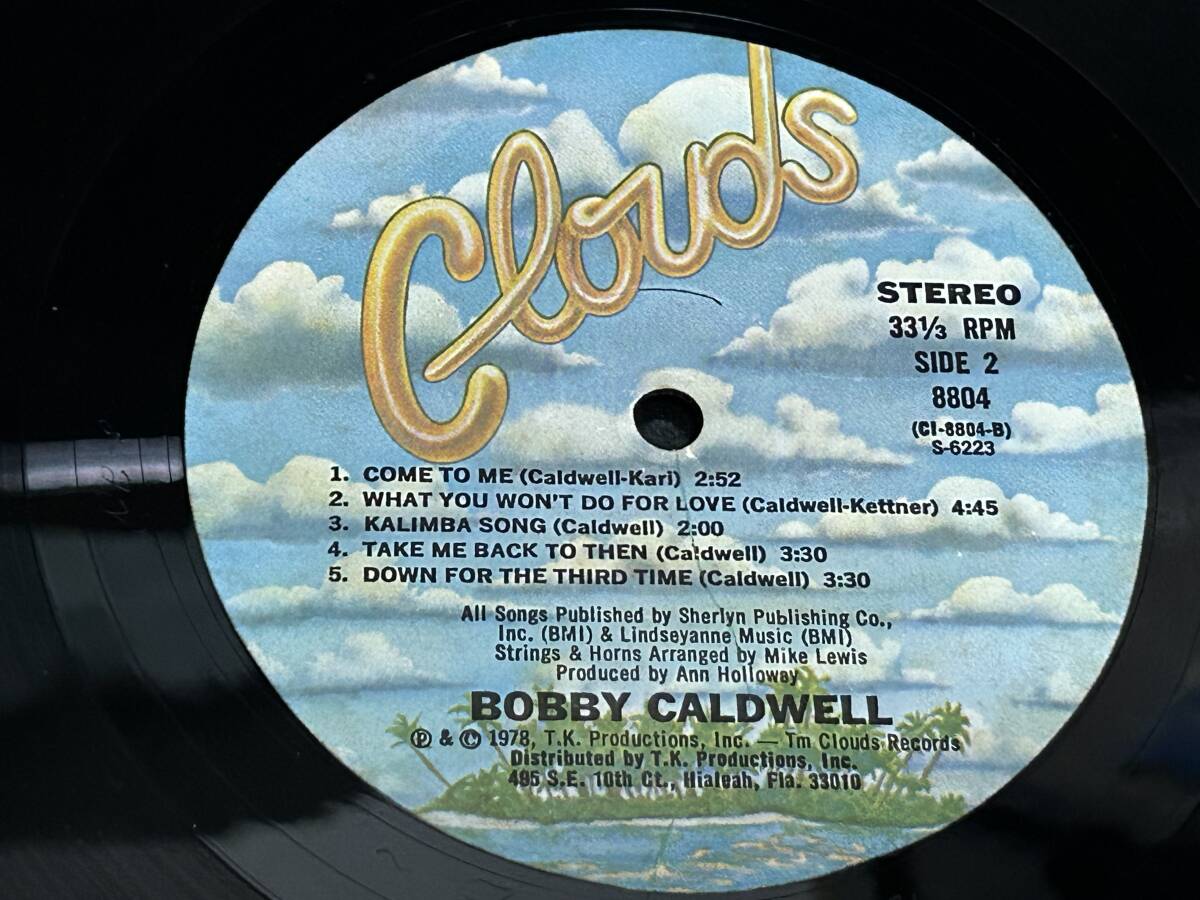 Clouds
STEREO
33⅓ RPM
SIDE 2
8804
(Cl-8804-B)
S-6223
1. COME TO ME (Caldwell-Kari) 2:52
2. WHAT YOU WON'T DO FOR LOVE (Caldwell-Kettner) 4:45
3. KALIMBA SONG (Caldwell) 2:00
4. TAKE ME BACK TO THEN (Caldwell) 3:30
5. DOWN FOR THE THIRD TIME (Caldwell) 3:30
All Songs Published by Sherlyn Publishing Co.,
Inc. (BMI) & Lindseyanne Music (BMI)
Strings & Horns Arranged by Mike Lewis
Produced by Ann Holloway
BOBBY CALDWELL
℗ & © 1978, T.K. Productions, Inc. — Tm Clouds Records
Distributed by T.K. Productions, Inc.
495 S.E. 10th Ct., Hialeah, Fla. 33010